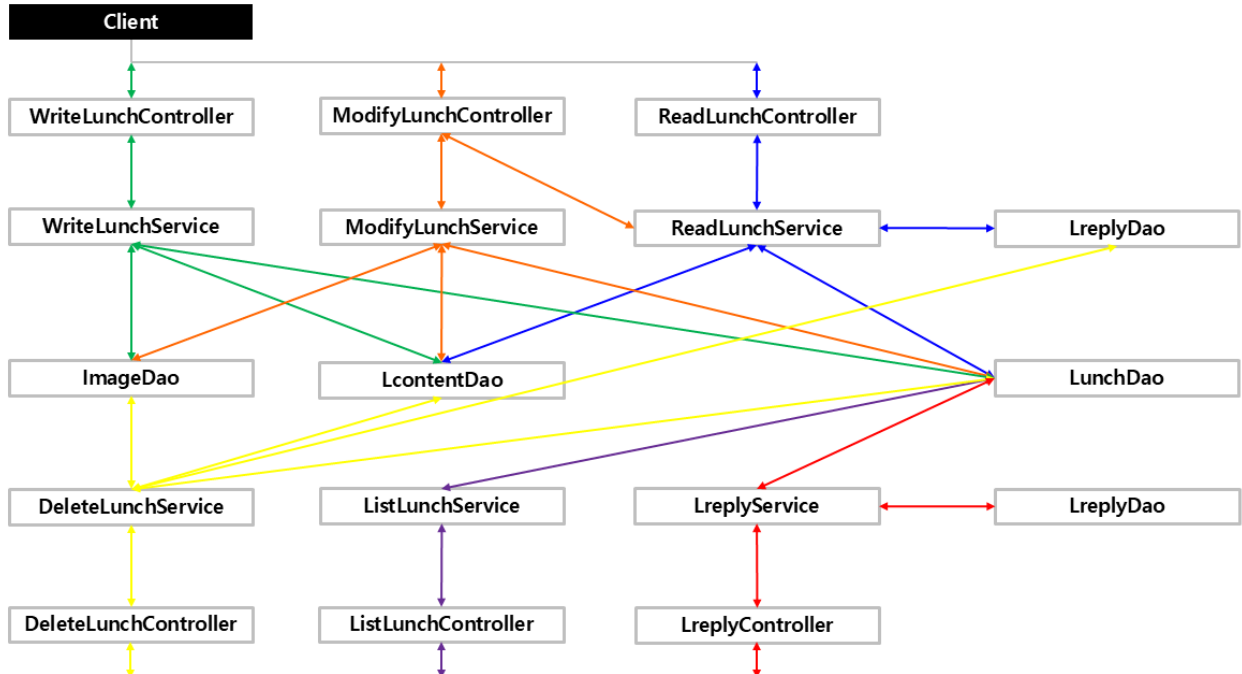 Client
WriteLunchController
ModifyLunchController
ReadLunchController
WriteLunchService
ModifyLunchService
ReadLunchService
LreplyDao
ImageDao
LcontentDao
LunchDao
DeleteLunchService
ListLunchService
LreplyService
LreplyDao
DeleteLunchController
ListLunchController
LreplyController